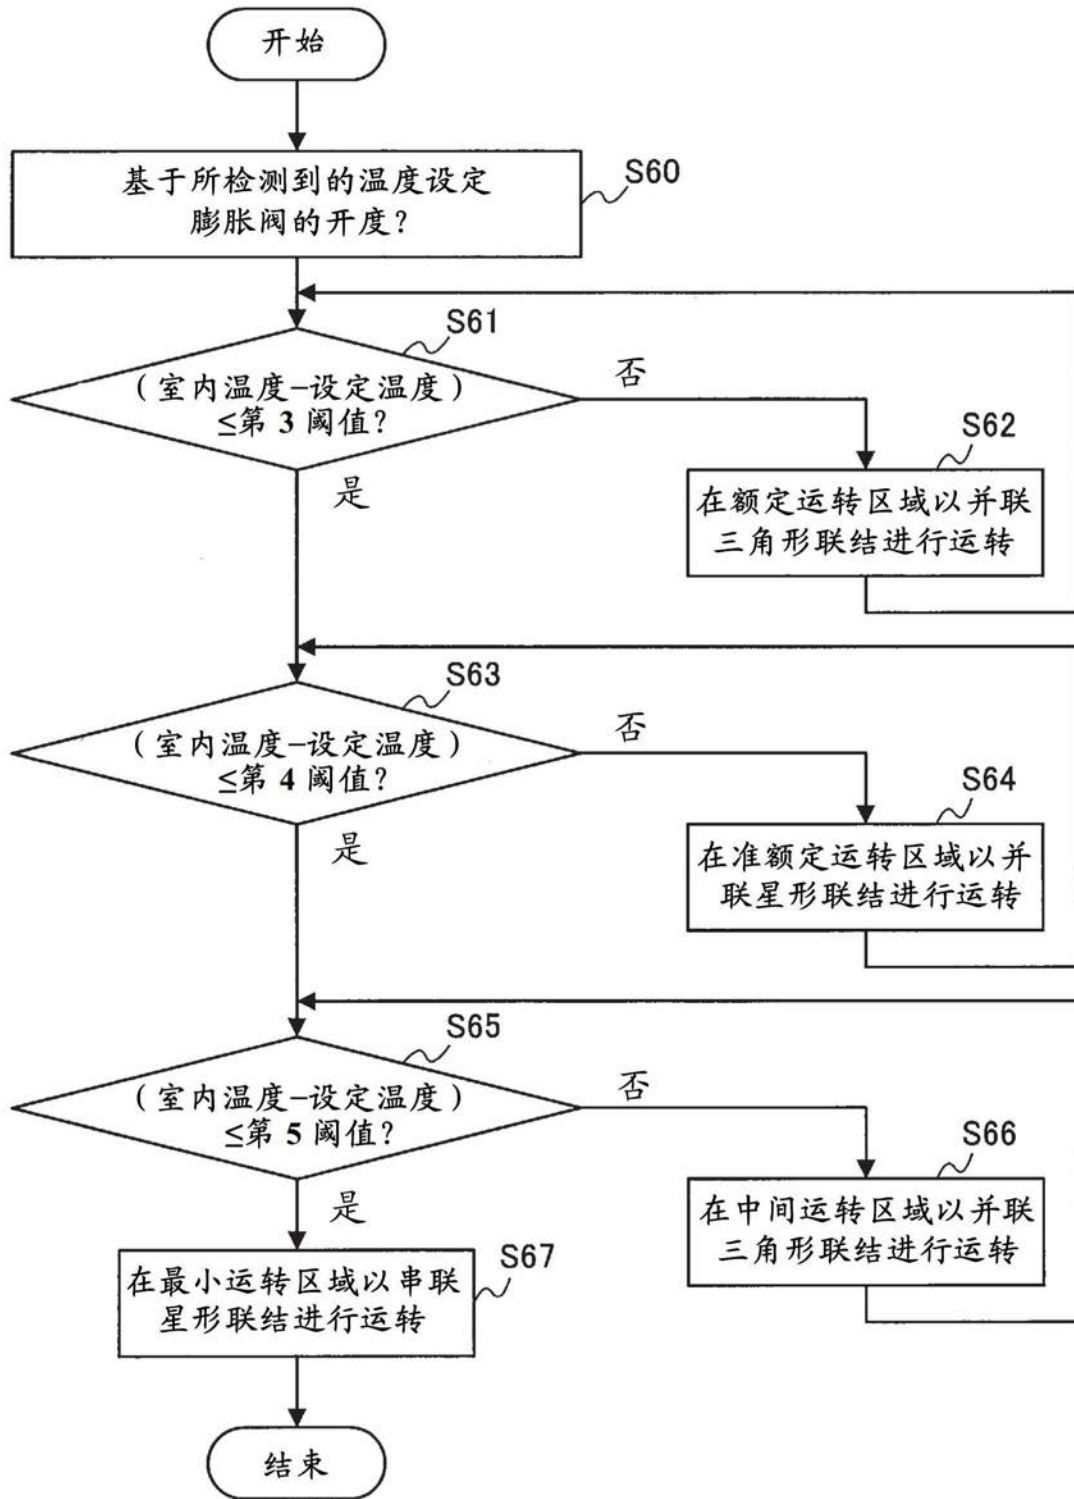 开始
基于所检测到的温度设定
膨胀阀的开度?
S60
S61
(室内温度–设定温度)
≤第 3 阈值?
否
是
S62
在额定运转区域以并联
三角形联结进行运转
S63
(室内温度–设定温度)
≤第 4 阈值?
否
是
S64
在准额定运转区域以并
联星形联结进行运转
S65
(室内温度–设定温度)
≤第 5 阈值?
否
是
S66
在中间运转区域以并联
三角形联结进行运转
S67
在最小运转区域以串联
星形联结进行运转
结束